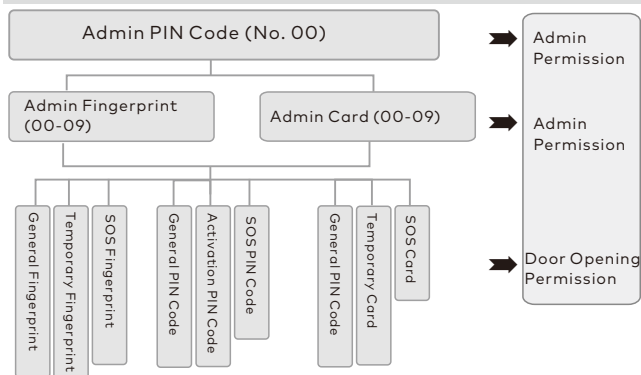 Admin PIN Code (No. 00)
Admin
Permission
Admin Fingerprint
(00-09)
Admin Card (00-09)
Admin
Permission
General Fingerprint
Temporary Fingerprint
SOS Fingerprint
General PIN Code
Activation PIN Code
SOS PIN Code
General PIN Code
Temporary Card
SOS Card
Door Opening
Permission